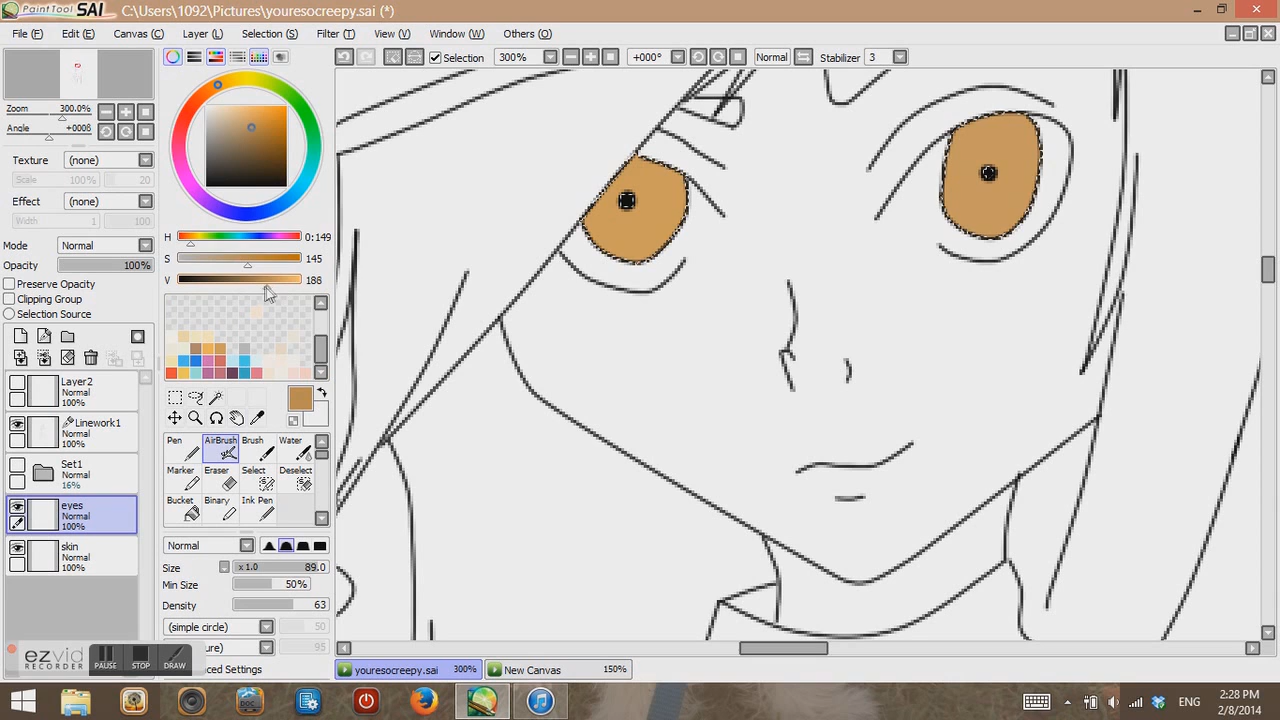 PaintTool SAI C:\Users\1092\Pictures\youresocreepy.sai (*)
File (F) Edit (E) Canvas (C) Layer (L) Selection (S) Filter (T) View (V) Window (W) Others (O)
Selection 300% +000° Normal Stabilizer 3
Zoom 300.0%
Angle
H 0:149
S 145
V 186
Texture (none)
Scale 100% 20
Effect (none)
Width 1 100
Mode Normal
Opacity 100%
Preserve Opacity
Clipping Group
Selection Source
Layer2
Normal
100%
Linework1
Normal
100%
Set1
Normal
16%
eyes
Normal
100%
skin
Normal
100%
Pen AirBrush Brush Water
Marker Eraser Select Deselect
Bucket Binary Ink Pen
Normal
Size x 1.0 89.0
Min Size 50%
Density 63
(simple circle) 50
95
Settings
ezvid
RECORDER
PAUSE STOP DRAW
youresocreepy.sai 300% New Canvas 150%
DOC
ENG
2:28 PM
2/8/2014